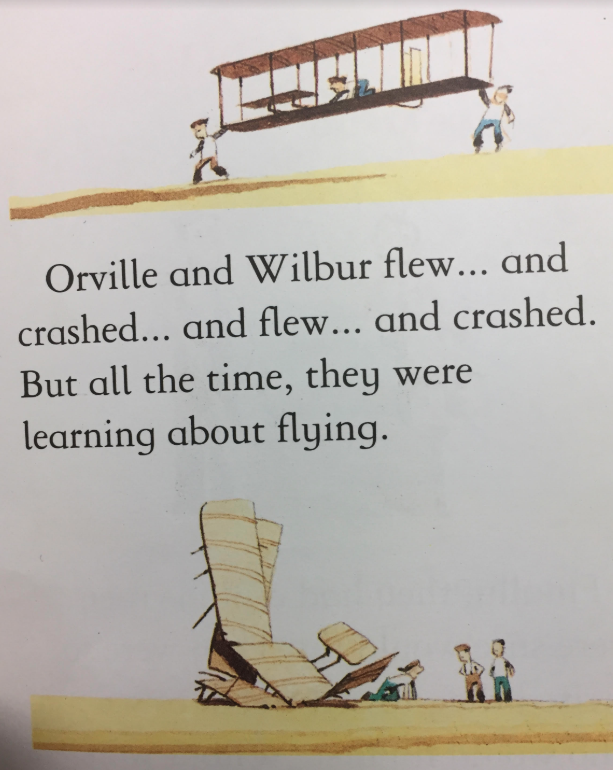 Orville and Wilbur flew... and
crashed... and flew... and crashed.
But all the time, they were
learning about flying.